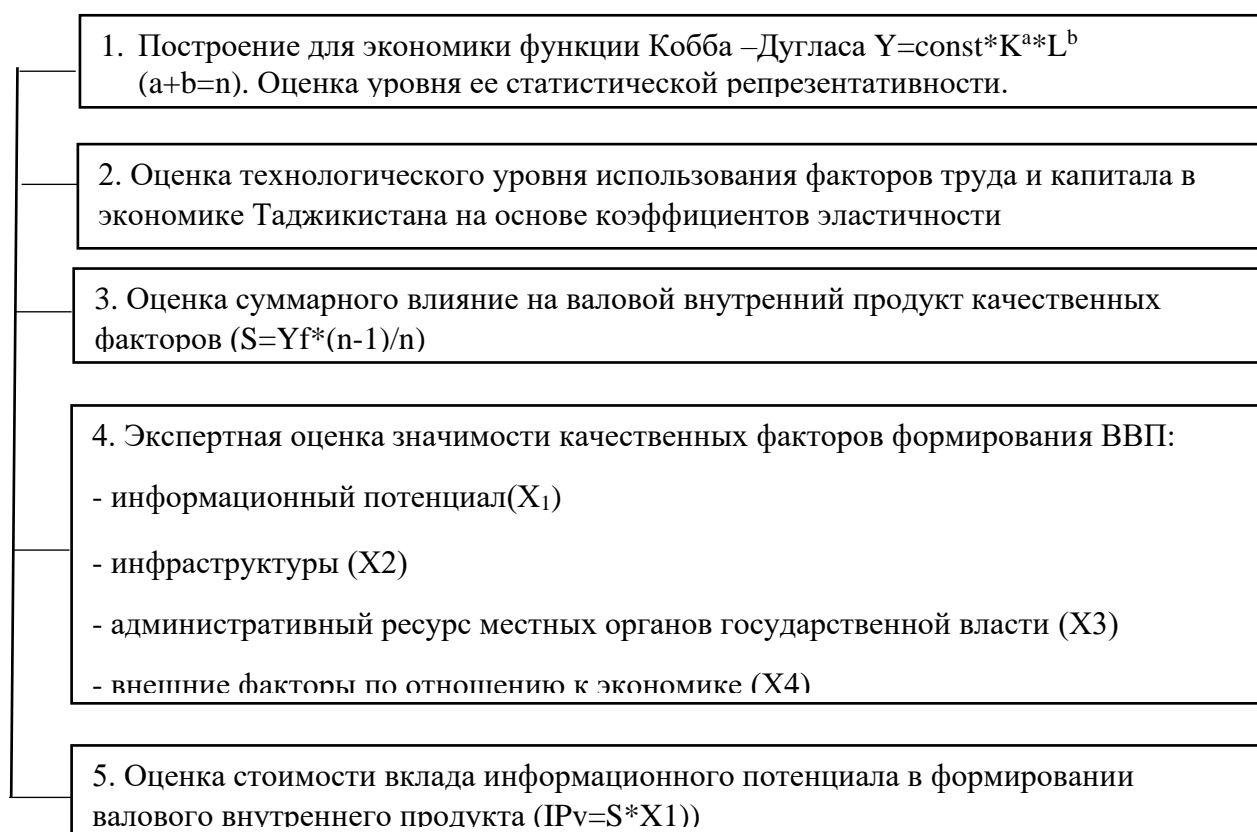 1. Построение для экономики функции Кобба –Дугласа Y=const*Kᵃ*Lᵇ
(a+b=n). Оценка уровня ее статистической репрезентативности.
2. Оценка технологического уровня использования факторов труда и капитала в
экономике Таджикистана на основе коэффициентов эластичности
3. Оценка суммарного влияние на валовой внутренний продукт качественных
факторов (S=Yf*(n-1)/n)
4. Экспертная оценка значимости качественных факторов формирования ВВП:
- информационный потенциал(X₁)
- инфраструктуры (X2)
- административный ресурс местных органов государственной власти (X3)
- внешние факторы по отношению к экономике (X4)
5. Оценка стоимости вклада информационного потенциала в формировании
валового внутреннего продукта (IPv=S*X1))